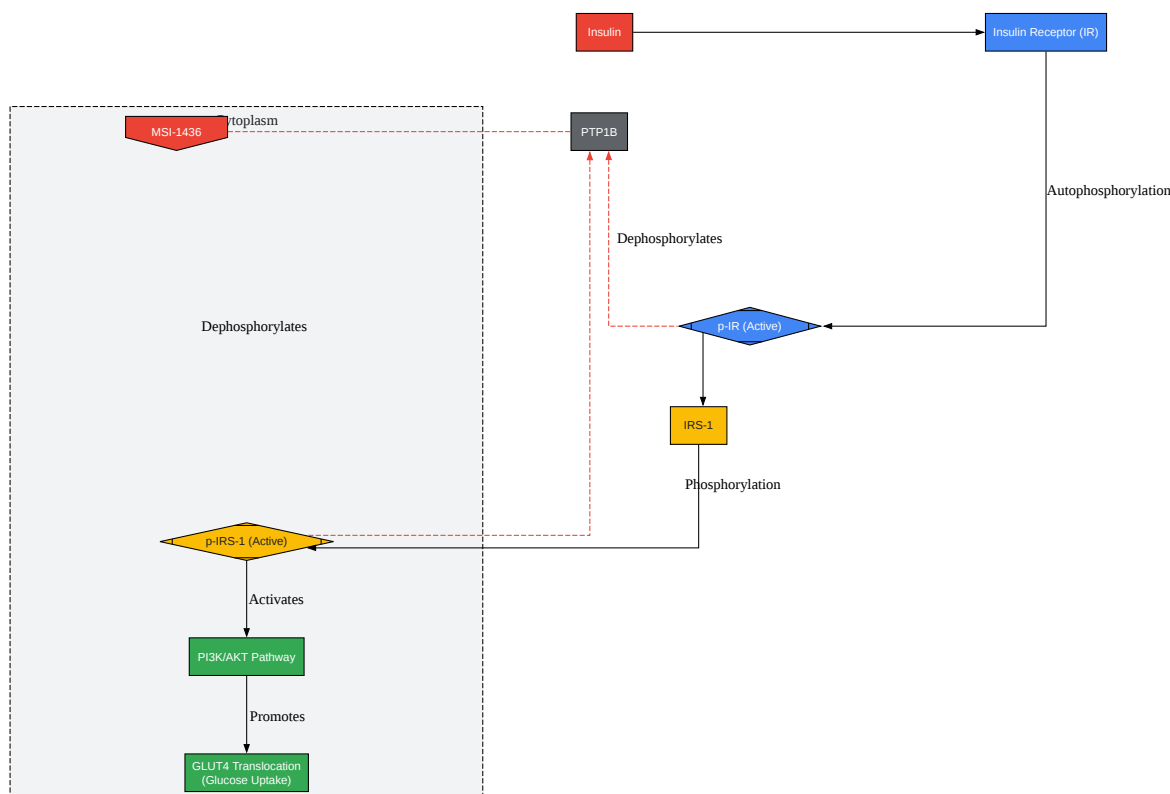 Insulin
Insulin Receptor (IR)
Cytoplasm
MSI-1436
PTP1B
Autophosphorylation
Dephosphorylates
Dephosphorylates
p-IR (Active)
IRS-1
Phosphorylation
p-IRS-1 (Active)
Activates
PI3K/AKT Pathway
Promotes
GLUT4 Translocation
(Glucose Uptake)